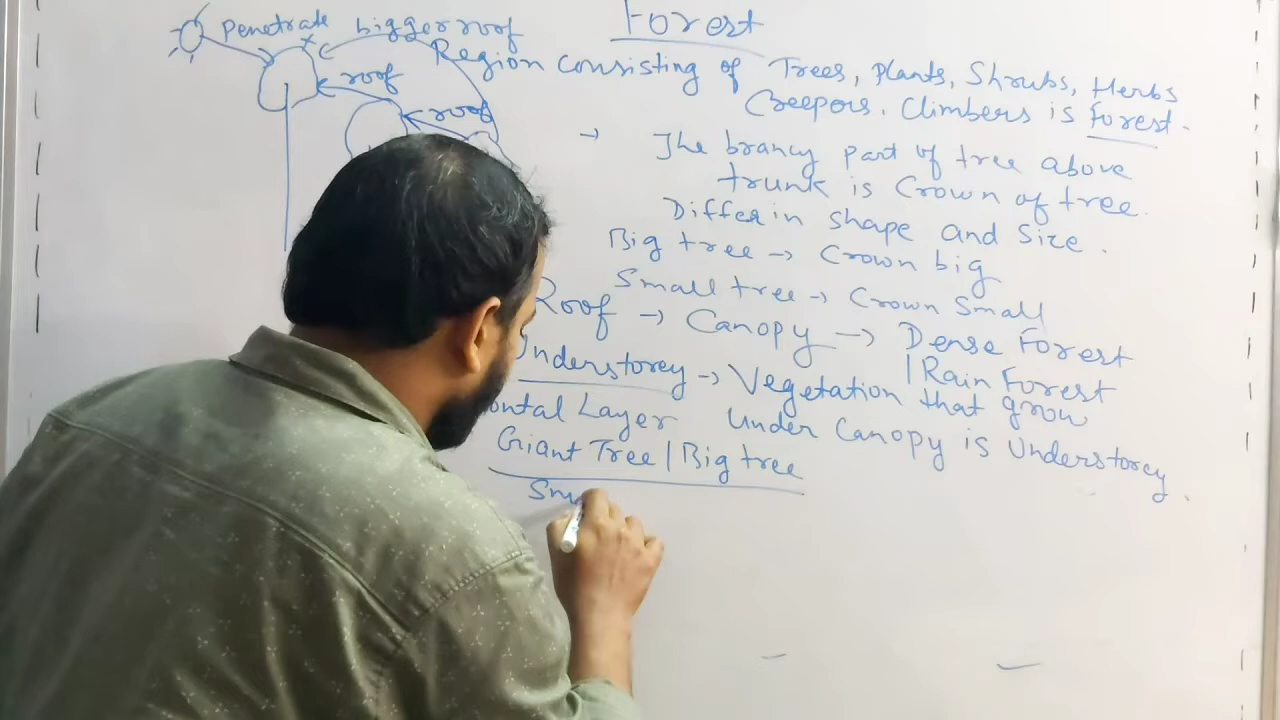 Forest
Penetrate bigger roof
roof
roof
Region consisting of Trees, Plants, Shrubs, Herbs
Creepors. Climbers is forest.
→ The brancy part of tree above
trunk is Crown of tree.
Differ in shape and Size.
Big tree → Crown big
Small tree → Crown Small
Roof → Canopy → Dense Forest
| Rain Forest
Understorey → Vegetation that grow
Under Canopy is Understorey.
ontal Layer
Giant Tree | Big tree
Sm